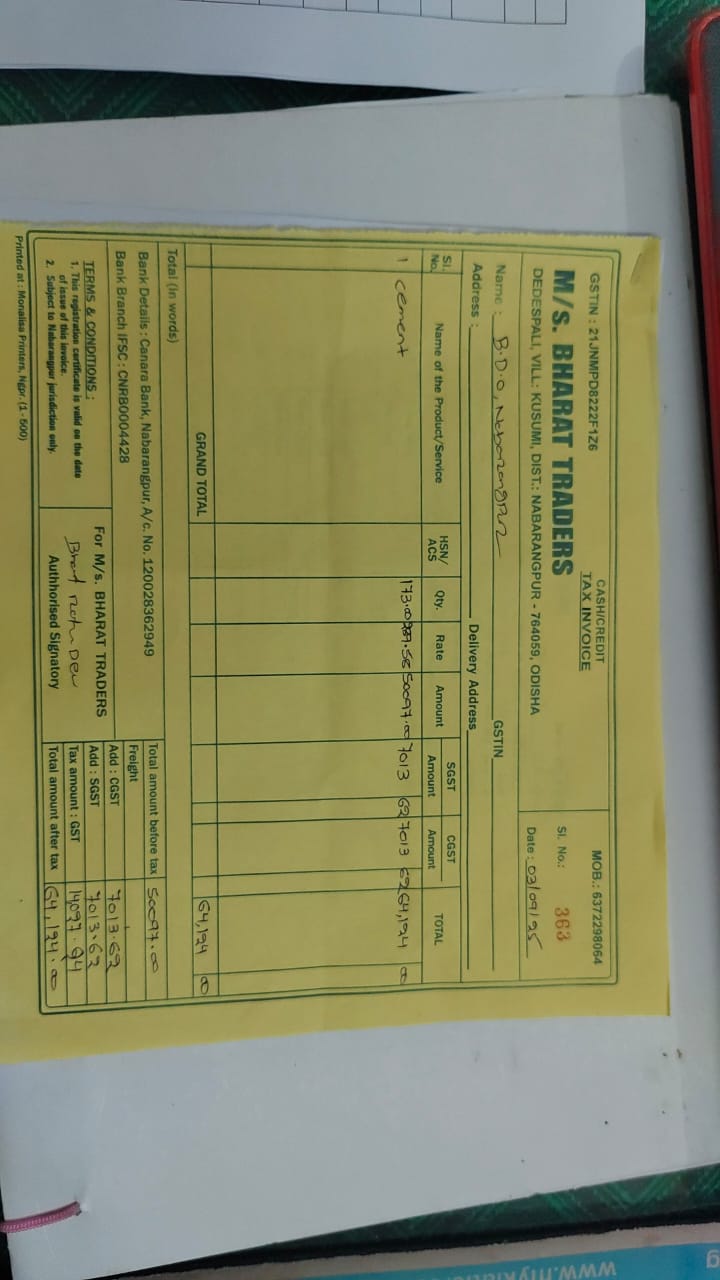 GSTIN : 21JNMPD8222F1Z6
CASH/CREDIT
TAX INVOICE
MOB.: 6372298064
M/S. BHARAT TRADERS
DEDESPALI, VILL: KUSUMI, DIST.: NABARANGPUR - 764059, ODISHA
Sl. No.: 363
Date : 03/09/25
Name : B.D.O, Nabarangpur
GSTIN
Address :
Delivery Address
Sl. No. Name of the Product/Service HSN/ ACS Qty. Rate Amount SGST Amount CGST Amount TOTAL
1 cement 173.0 289.58 50097.00 7013 62 7013 62 64,124 00
GRAND TOTAL 64,124 00
Total (In words)
Bank Details : Canara Bank, Nabarangpur, A/c. No. 120028362949
Bank Branch IFSC : CNRB0004428
Total amount before tax 50097.00
Freight
Add : CGST 7013.62
Add : SGST 7013.62
Tax amount : GST 14027.24
Total amount after tax 64,124.00
TERMS & CONDITIONS :
1. This registration certificate is valid on the date
of issue of this invoice.
2. Subject to Nabarangpur jurisdiction only.
For M/s. BHARAT TRADERS
Authhorised Signatory
Printed at : Monalisa Printers, Ngpr. (1 - 500)